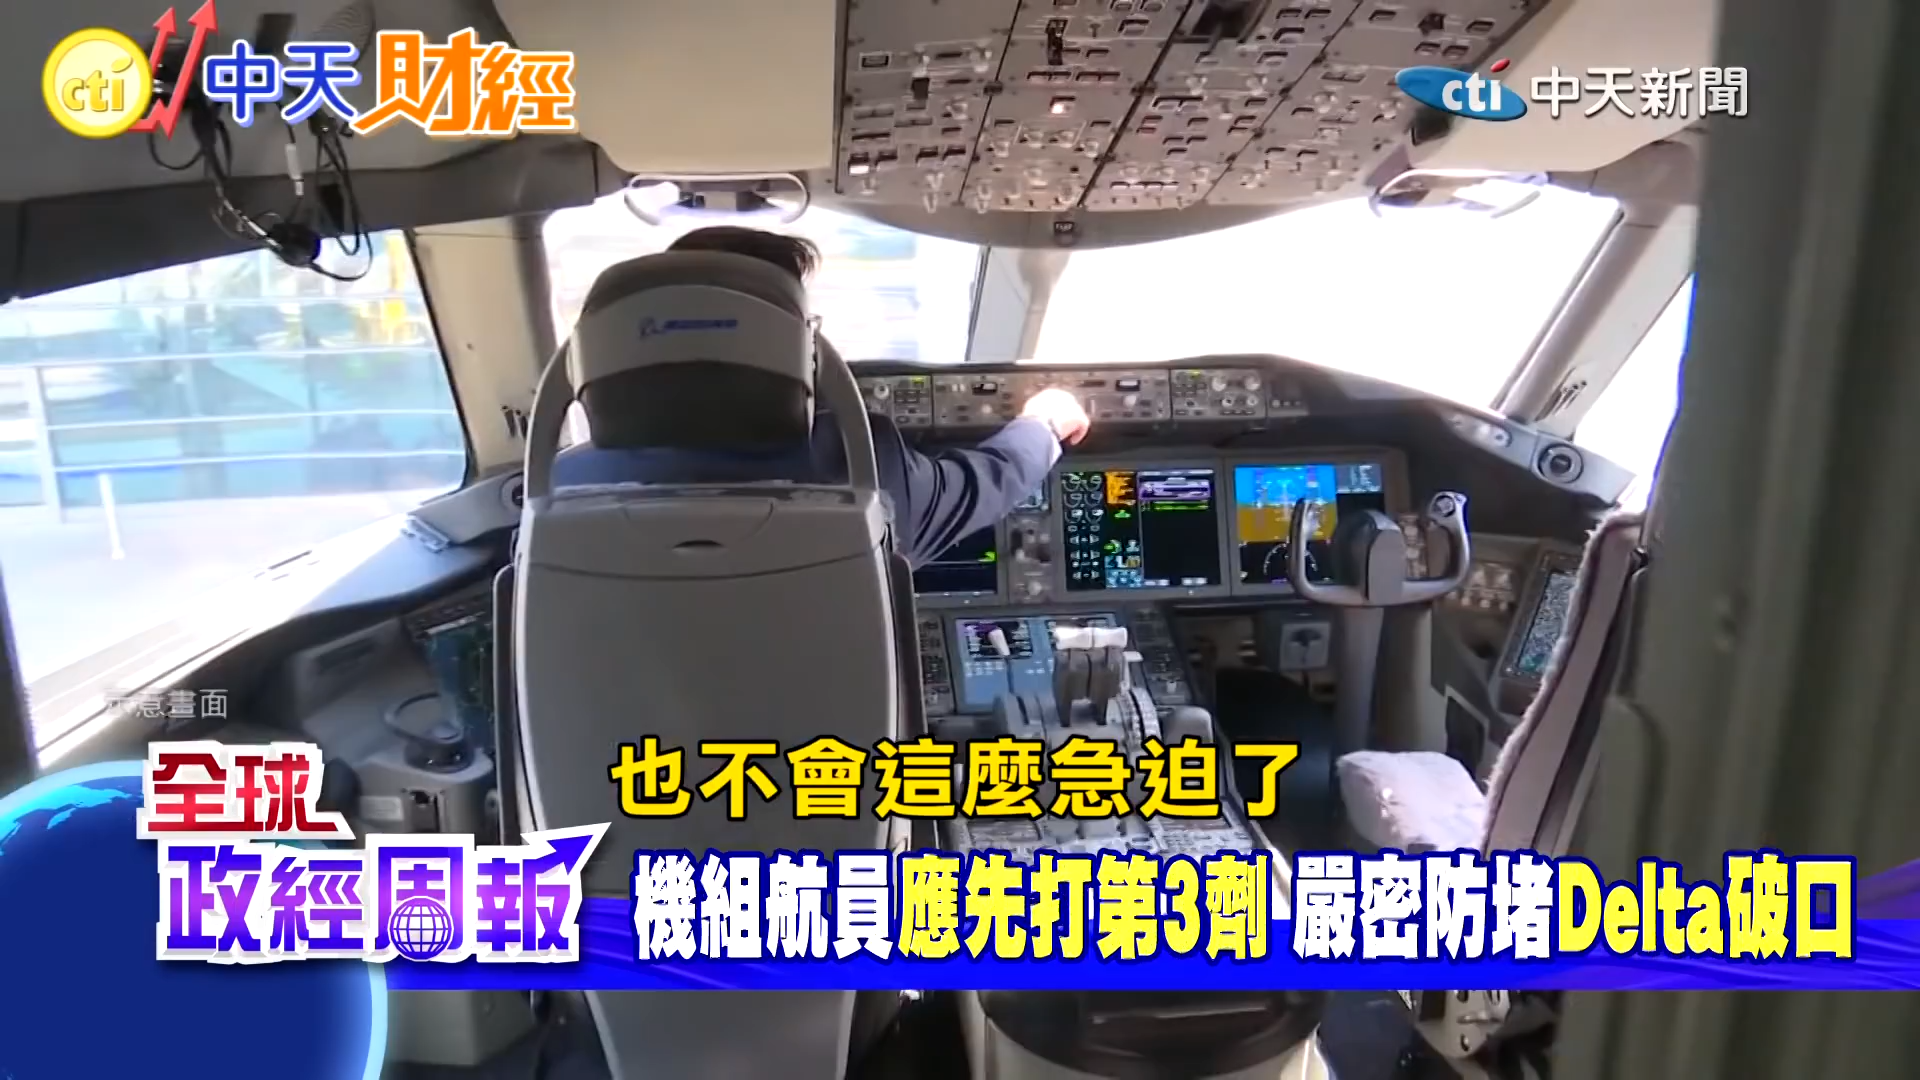 cti 中天財經
cti 中天新聞
BOEING
示意畫面
也不會這麼急迫了
全球
政經周報
機組航員應先打第3劑 嚴密防堵Delta破口